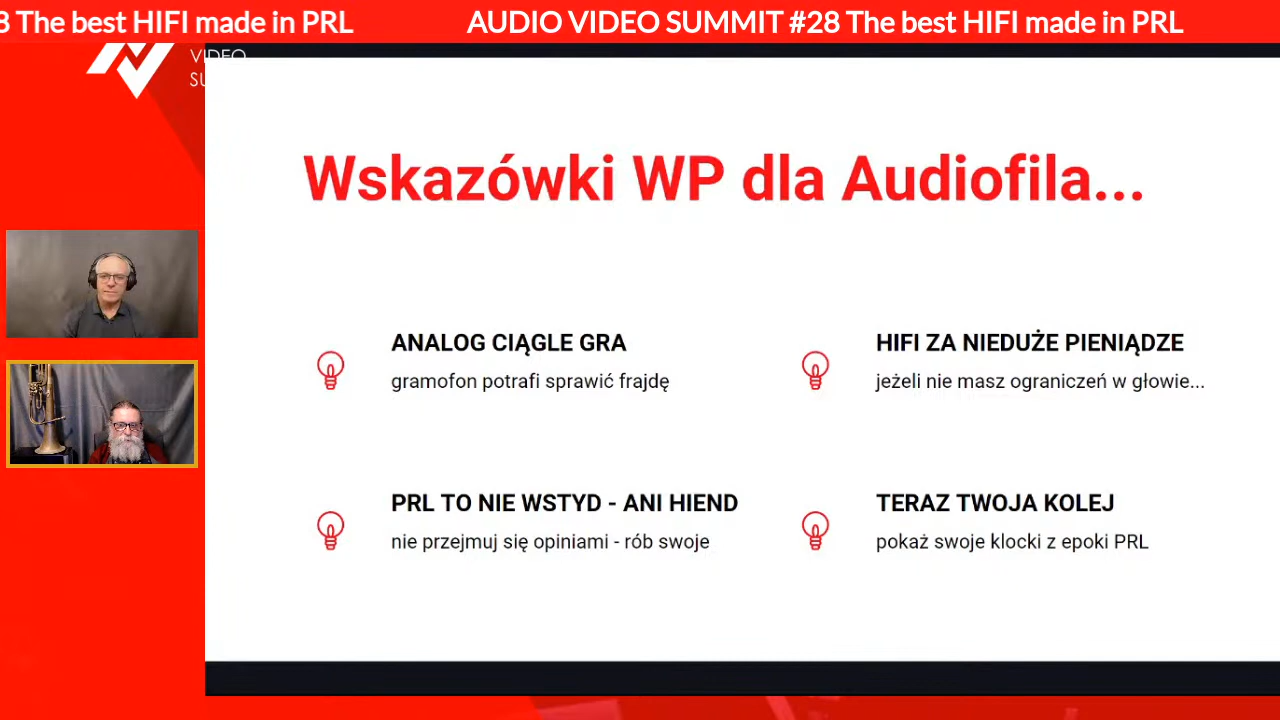 8 The best HIFI made in PRL
AUDIO VIDEO SUMMIT #28 The best HIFI made in PRL
VIDEO
SU
Wskazówki WP dla Audiofila...
ANALOG CIĄGLE GRA
gramofon potrafi sprawić frajdę
HIFI ZA NIEDUŻE PIENIĄDZE
jeżeli nie masz ograniczeń w głowie...
PRL TO NIE WSTYD - ANI HIEND
nie przejmuj się opiniami - rób swoje
TERAZ TWOJA KOLEJ
pokaż swoje klocki z epoki PRL